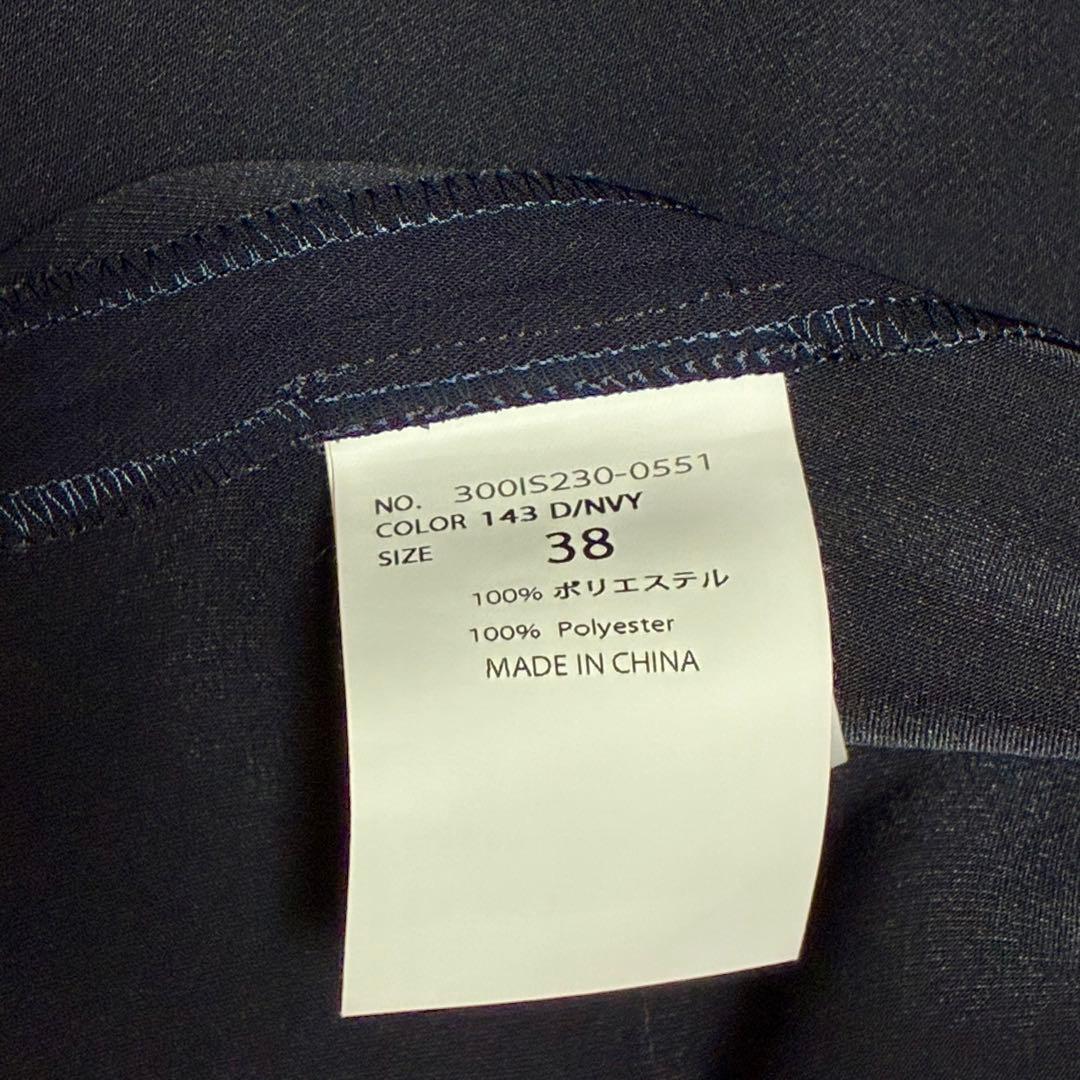 NO. 300IS230-0551
COLOR 143 D/NVY
SIZE 38
100% ポリエステル
100% Polyester
MADE IN CHINA